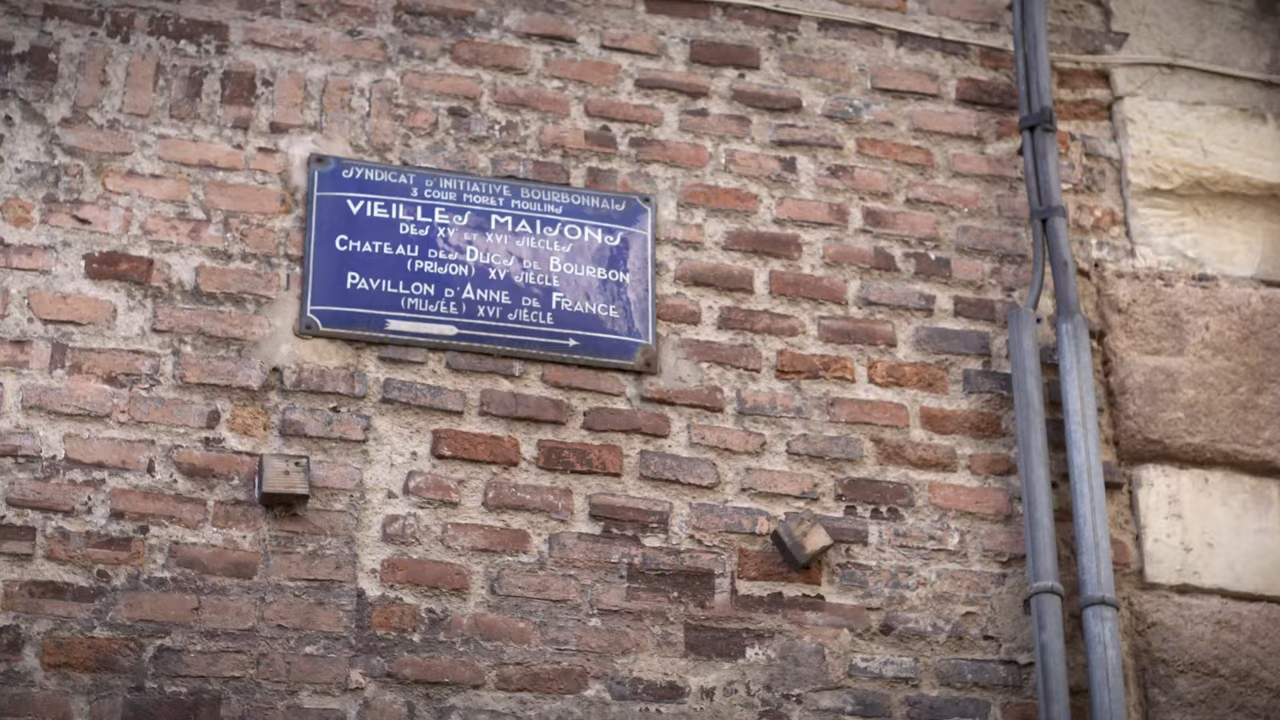 SYNDICAT D'INITIATIVE BOURBONNAIS
3 COUR MORET MOULINS
VIEILLES MAISONS
DES XVᵉ ET XVIᵉ SIÈCLES
CHATEAU DES DUCS DE BOURBON
(PRISON) XVᵉ SIÈCLE
PAVILLON D'ANNE DE FRANCE
(MUSÉE) XVIᵉ SIÈCLE